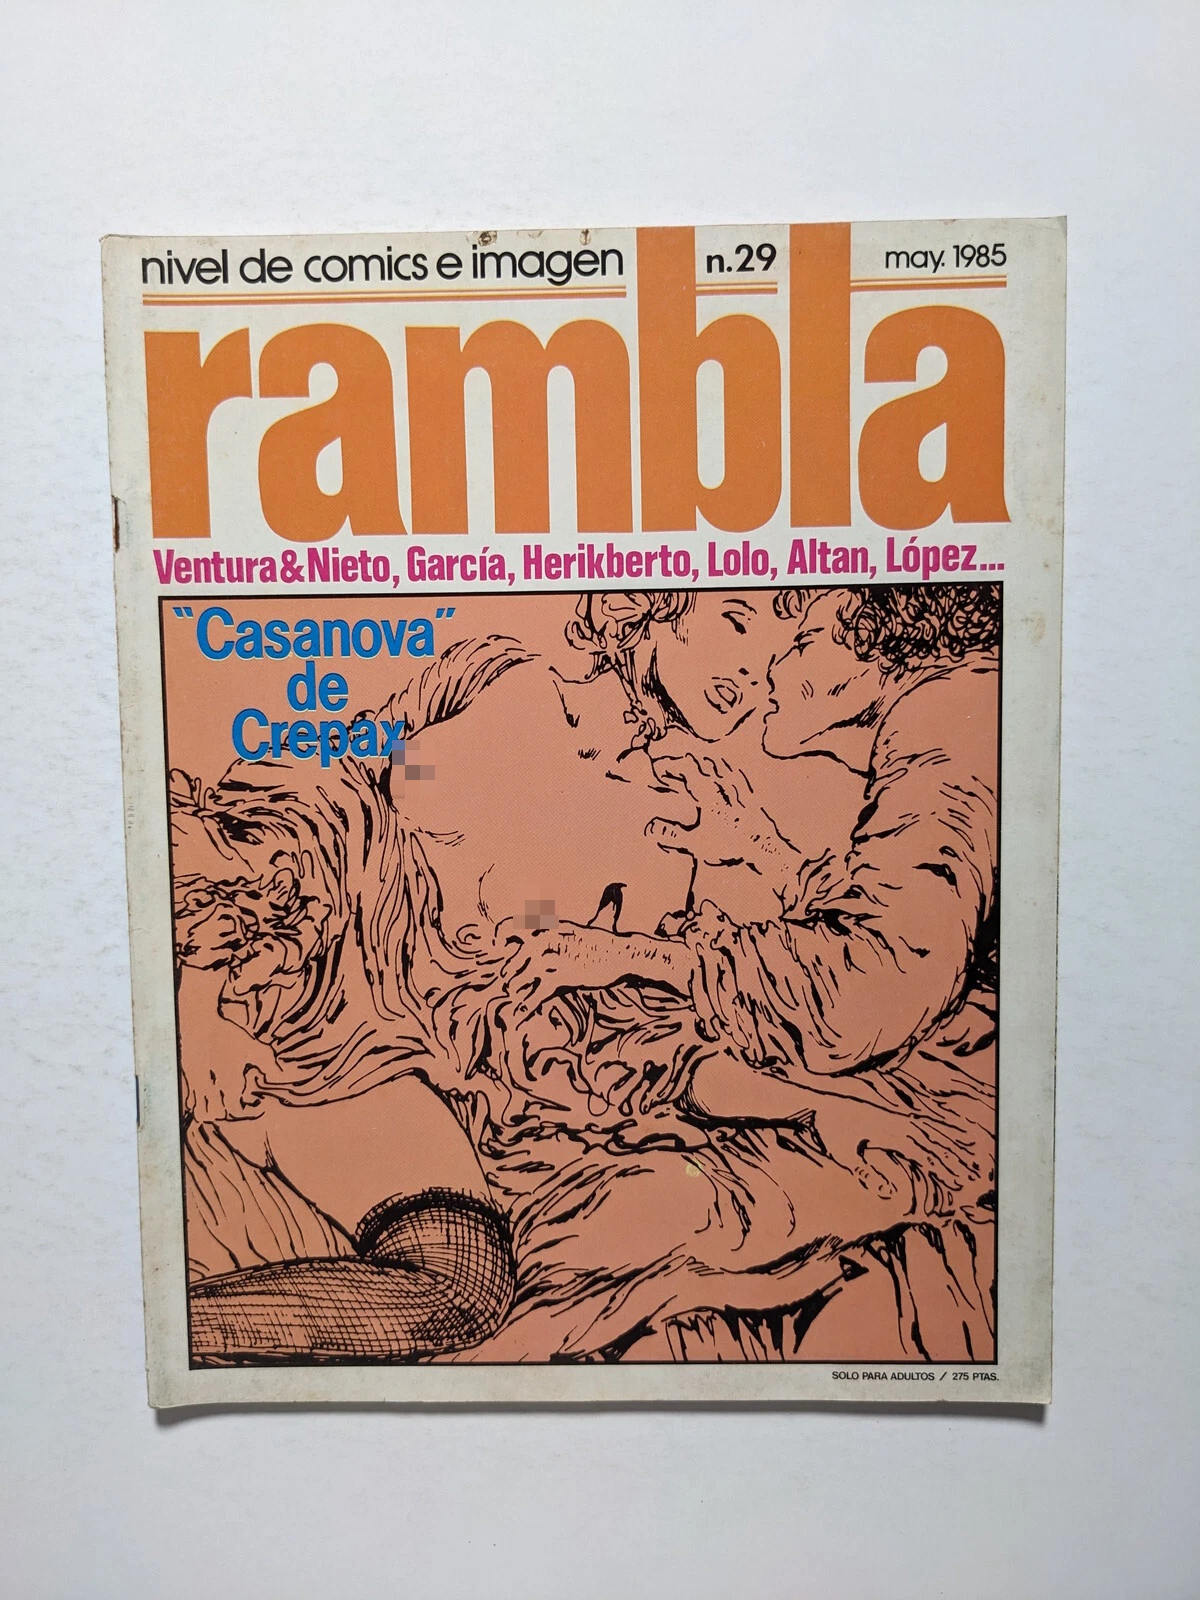 nivel de comics e imagen n.29 may. 1985
rambla
Ventura&Nieto, García, Herikberto, Lolo, Altan, López...
"Casanova"
de
Crepax
SOLO PARA ADULTOS / 275 PTAS.